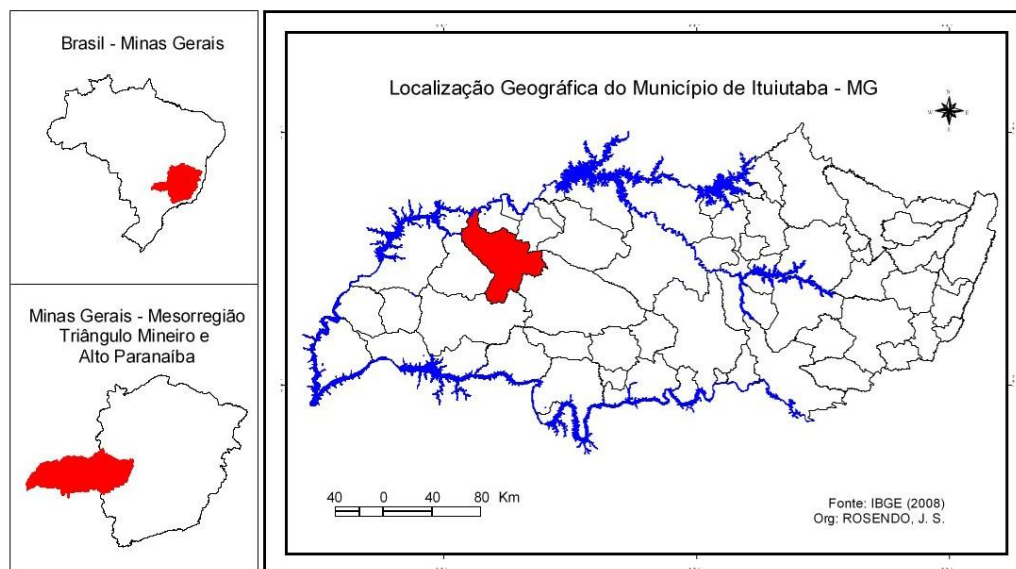 Brasil - Minas Gerais
Minas Gerais - Mesorregião
Triângulo Mineiro e
Alto Paranaíba
Localização Geográfica do Município de Ituiutaba - MG
N
W E
S
40 0 40 80 Km
Fonte: IBGE (2008)
Org: ROSENDO, J. S.